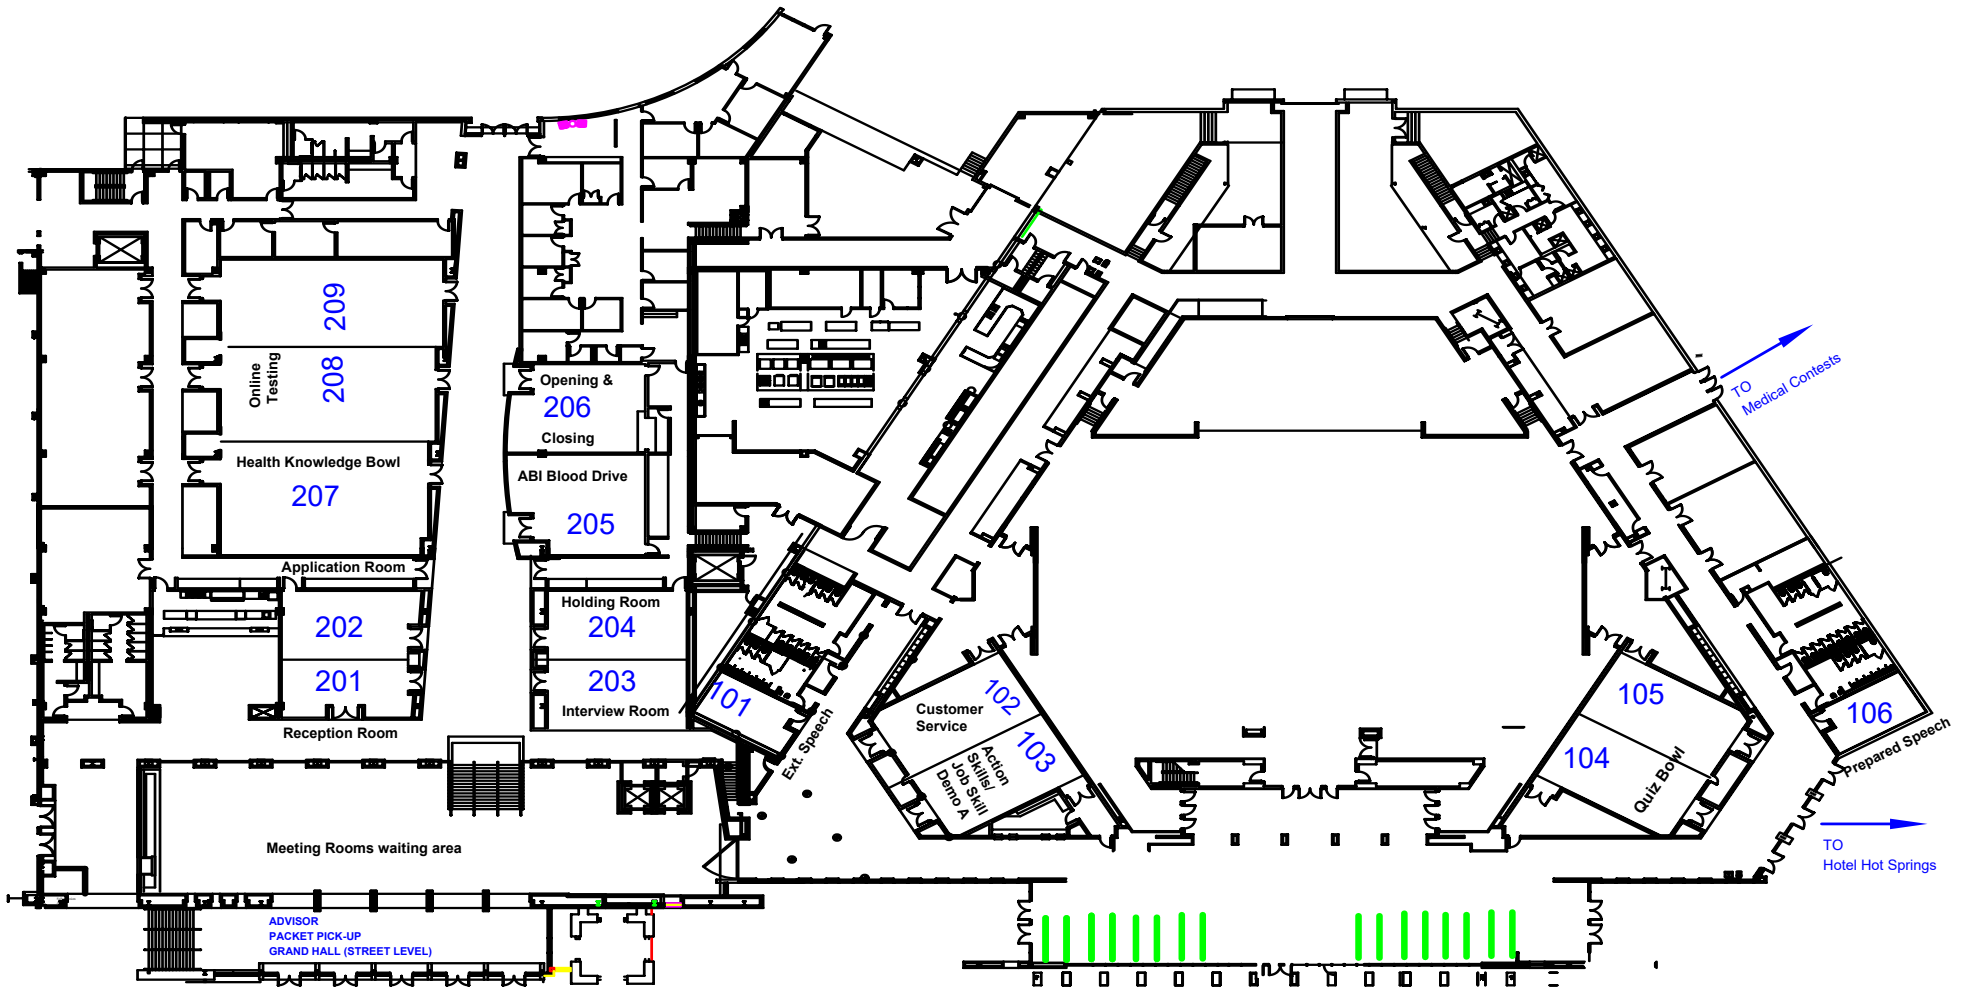 209
208
Online
Testing
Health Knowledge Bowl
207
Application Room
202
201
Reception Room
Opening &
206
Closing
ABI Blood Drive
205
Holding Room
204
203
Interview Room
101
Ext. Speech
Customer
Service
102
103
Action
Skills/
Job Skill
Demo A
105
104
Quiz Bowl
106
Prepared Speech
TO
Medical Contests
TO
Hotel Hot Springs
Meeting Rooms waiting area
ADVISOR
PACKET PICK-UP
GRAND HALL (STREET LEVEL)